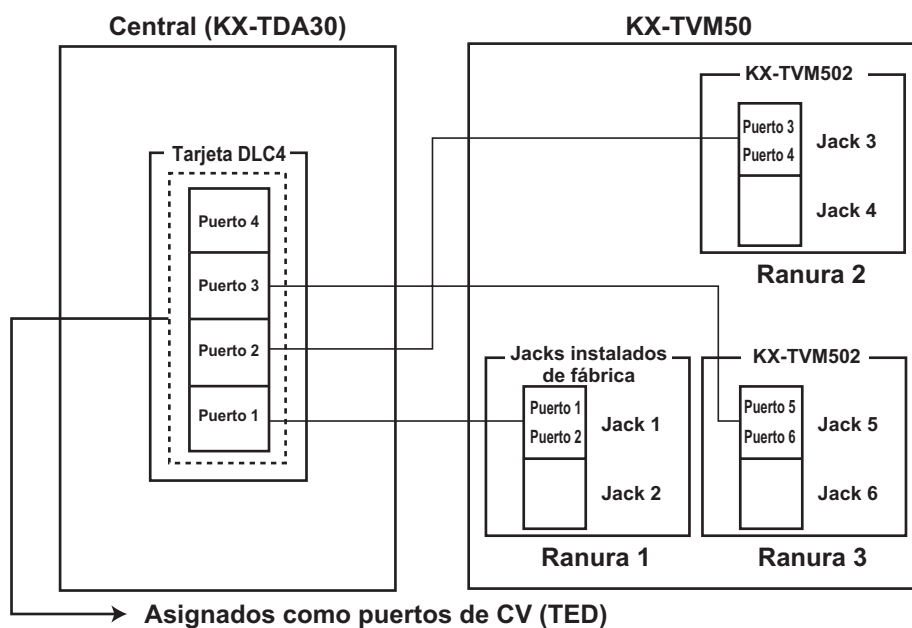 Central (KX-TDA30)
KX-TVM50
Tarjeta DLC4
Puerto 4
Puerto 3
Puerto 2
Puerto 1
KX-TVM502
Puerto 3
Puerto 4
Jack 3
Jack 4
Ranura 2
Jacks instalados
de fábrica
Puerto 1
Puerto 2
Jack 1
Jack 2
Ranura 1
KX-TVM502
Puerto 5
Puerto 6
Jack 5
Jack 6
Ranura 3
Asignados como puertos de CV (TED)